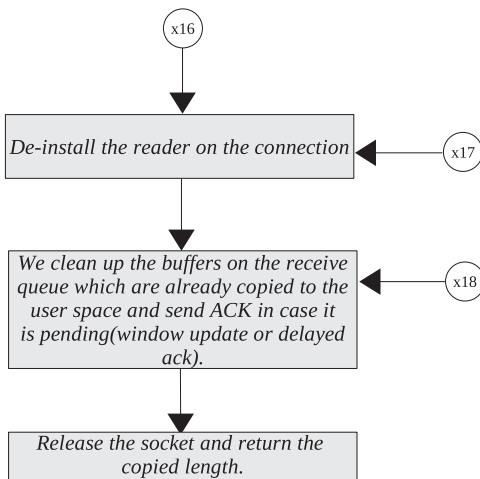 x16
De-install the reader on the connection
x17
We clean up the buffers on the receive
queue which are already copied to the
user space and send ACK in case it
is pending(window update or delayed
ack).
x18
Release the socket and return the
copied length.